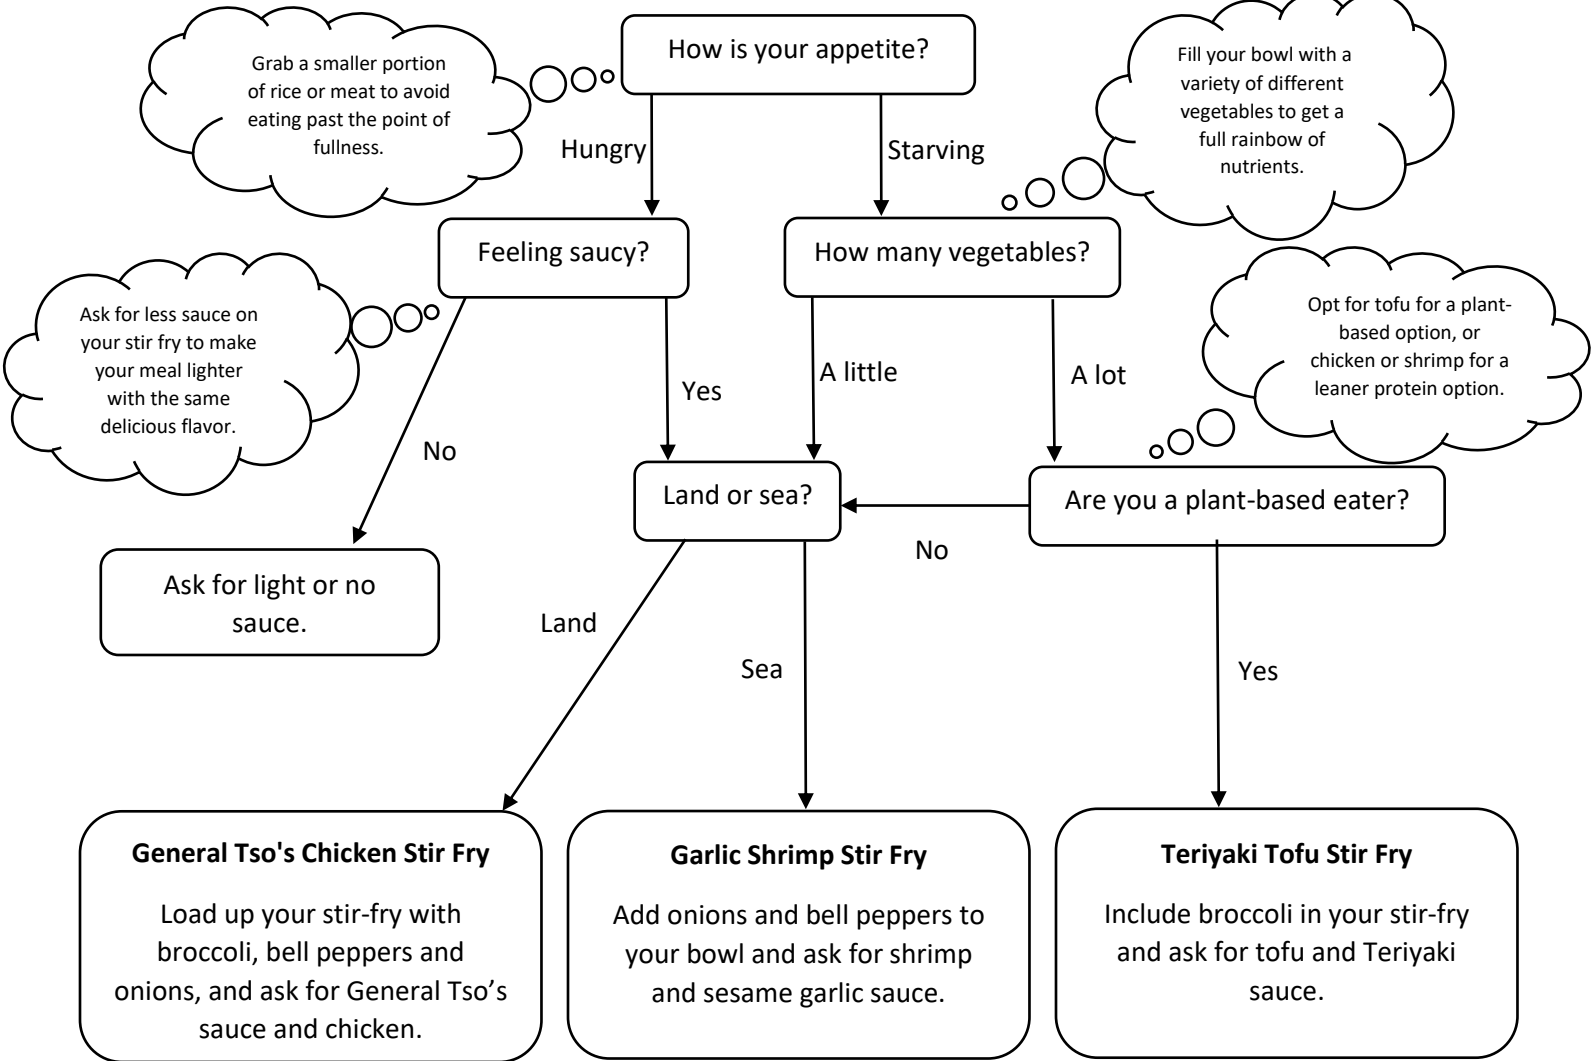 How is your appetite?
Grab a smaller portion
of rice or meat to avoid
eating past the point of
fullness.
Fill your bowl with a
variety of different
vegetables to get a
full rainbow of
nutrients.
Hungry
Starving
Feeling saucy?
How many vegetables?
Ask for less sauce on
your stir fry to make
your meal lighter
with the same
delicious flavor.
Opt for tofu for a plant-
based option, or
chicken or shrimp for a
leaner protein option.
Yes
A little
A lot
No
Land or sea?
Are you a plant-based eater?
No
Ask for light or no
sauce.
Land
Sea
Yes
General Tso's Chicken Stir Fry
Load up your stir-fry with
broccoli, bell peppers and
onions, and ask for General Tso’s
sauce and chicken.
Garlic Shrimp Stir Fry
Add onions and bell peppers to
your bowl and ask for shrimp
and sesame garlic sauce.
Teriyaki Tofu Stir Fry
Include broccoli in your stir-fry
and ask for tofu and Teriyaki
sauce.